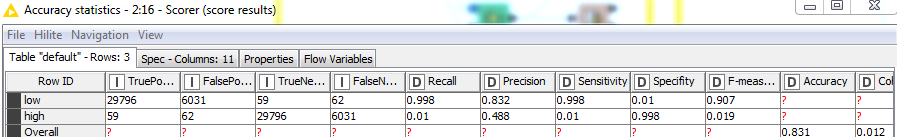 Accuracy statistics - 2:16 - Scorer (score results)
File Hilite Navigation View
Table "default" - Rows: 3 Spec - Columns: 11 Properties Flow Variables
Row ID I TruePo... I FalsePo... I TrueNe... I FalseN... D Recall D Precision D Sensitivity D Specifity D F-meas... D Accuracy D Coh
low 29796 6031 59 62 0.998 0.832 0.998 0.01 0.907 ? ?
high 59 62 29796 6031 0.01 0.488 0.01 0.998 0.019 ? ?
Overall ? ? ? ? ? ? ? ? ? 0.831 0.012